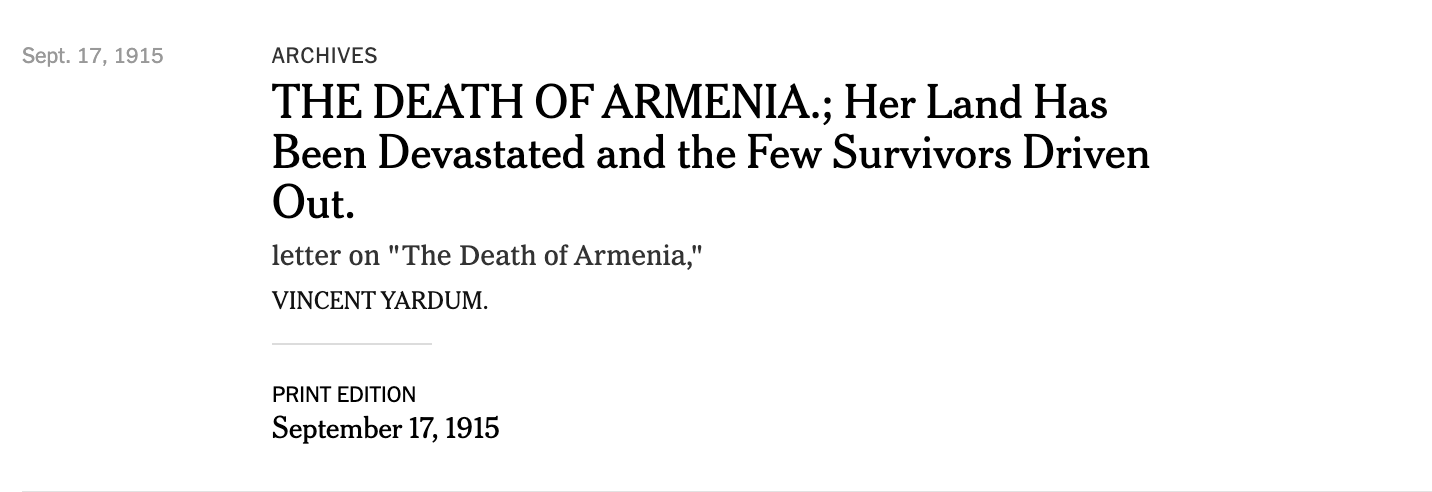 Sept. 17, 1915
ARCHIVES
THE DEATH OF ARMENIA.; Her Land Has
Been Devastated and the Few Survivors Driven
Out.
letter on "The Death of Armenia,"
VINCENT YARDUM.
PRINT EDITION
September 17, 1915